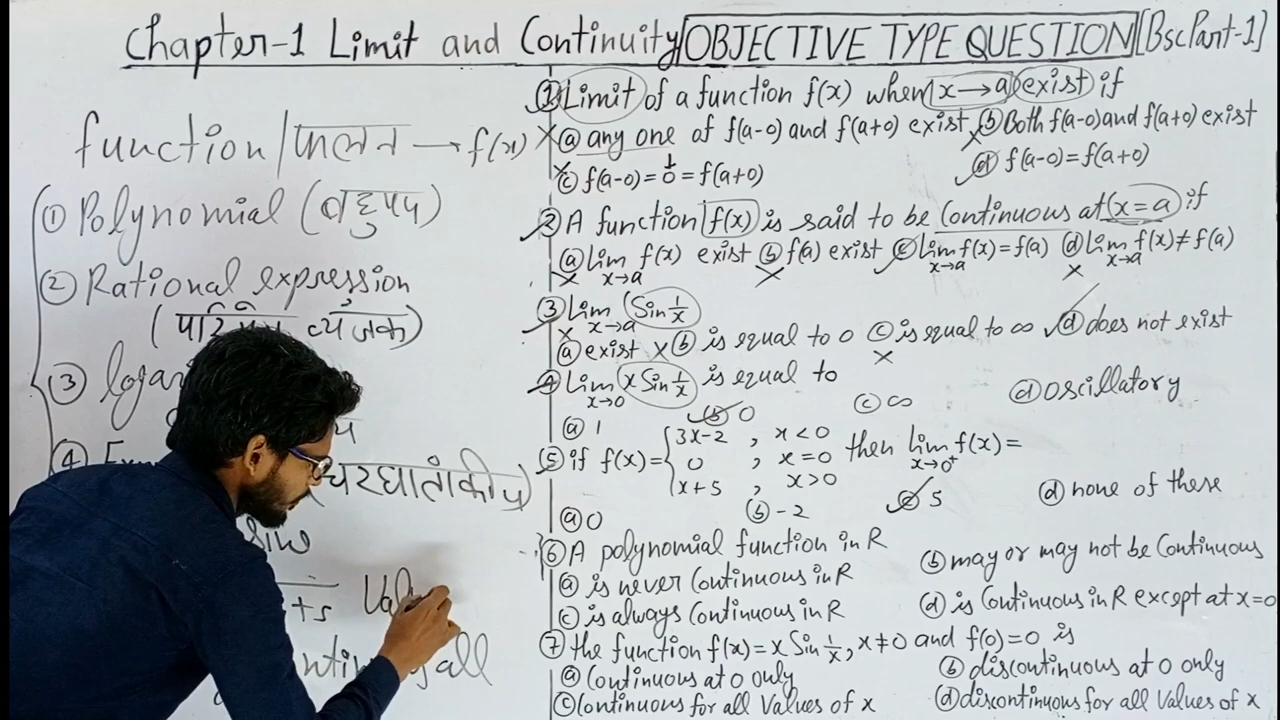 Chapter-1 Limit and Continuity OBJECTIVE TYPE QUESTION [Bsc Part-1]
function/फलन → f(x)
① Polynomial (बहुपद)
② Rational expression
(परिमेय व्यंजक)
③
④
sine
+s
all
① Limit of a function f(x) when x→a exist if
ⓐ any one of f(a-0) and f(a+0) exist ⓑ Both f(a-0) and f(a+0) exist
ⓒ f(a-0) = 1/0 = f(a+0) ⓓ f(a-0) = f(a+0)
② A function f(x) is said to be Continuous at x=a if
ⓐ Lim x→a f(x) exist ⓑ f(a) exist ⓒ Lim x→a f(x)=f(a) ⓓ Lim x→a f(x)≠f(a)
③ Lim x→a (Sin 1/x
ⓐ exist ⓑ is equal to 0 ⓒ is equal to ∞ ⓓ does not exist
④ Lim x→0 x Sin 1/x is equal to
ⓐ 1 ⓑ 0 ⓒ ∞ ⓓ oscillatory
⑤ if f(x)= { 3x-2 , x<0
0 , x=0 then lim x→0⁺ f(x)=
x+5 , x>0
ⓐ 0 ⓑ -2 ⓒ 5 ⓓ none of these
⑥ A polynomial function in R
ⓐ is never Continuous in R ⓑ may or may not be Continuous
ⓒ is always Continuous in R ⓓ is Continuous in R except at x=0
⑦ the function f(x)= x Sin 1/x, x≠0 and f(0)=0 is
ⓐ Continuous at 0 only ⓑ discontinuous at 0 only
ⓒ Continuous for all Values of x ⓓ discontinuous for all Values of x